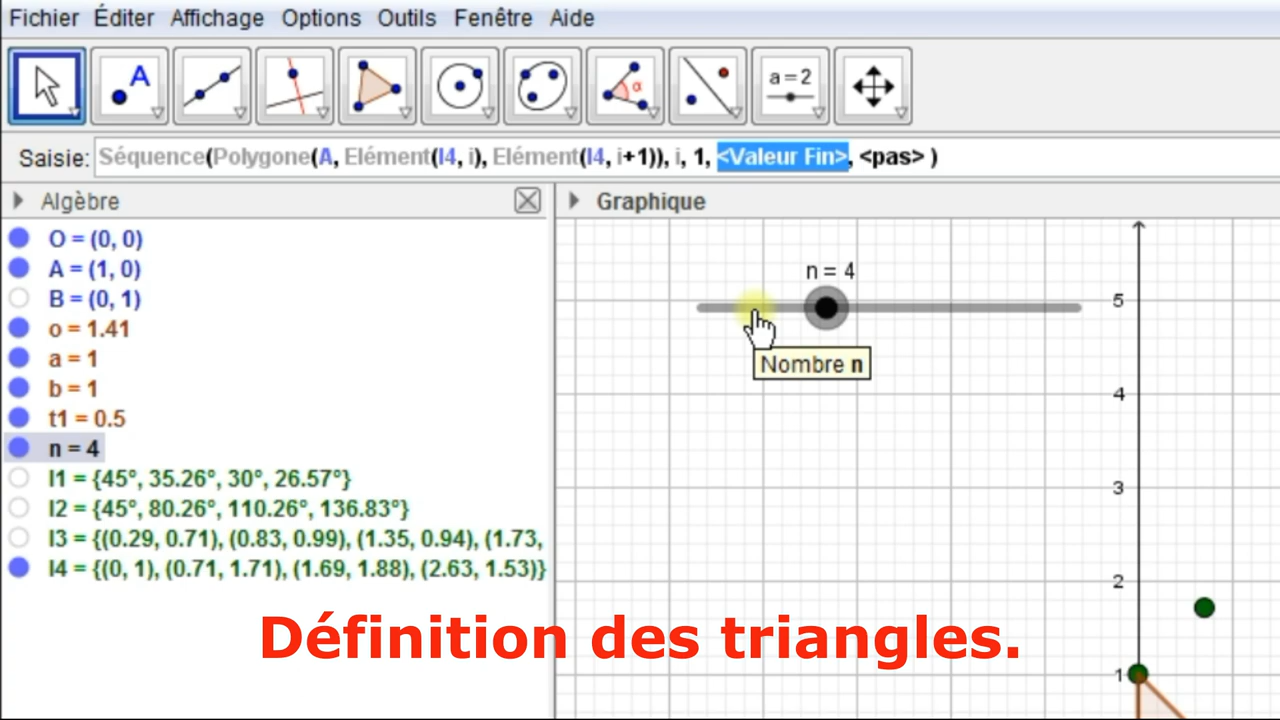 Fichier Éditer Affichage Options Outils Fenêtre Aide
A α a=2
Saisie: Séquence(Polygone(A, Elément(l4, i), Elément(l4, i+1)), i, 1, <Valeur Fin>, <pas> )
Algèbre
Graphique
O = (0, 0)
A = (1, 0)
B = (0, 1)
o = 1.41
a = 1
b = 1
t1 = 0.5
n = 4
l1 = {45°, 35.26°, 30°, 26.57°}
l2 = {45°, 80.26°, 110.26°, 136.83°}
l3 = {(0.29, 0.71), (0.83, 0.99), (1.35, 0.94), (1.73,
l4 = {(0, 1), (0.71, 1.71), (1.69, 1.88), (2.63, 1.53)}
n = 4
Nombre n
5
4
3
2
1
Définition des triangles.